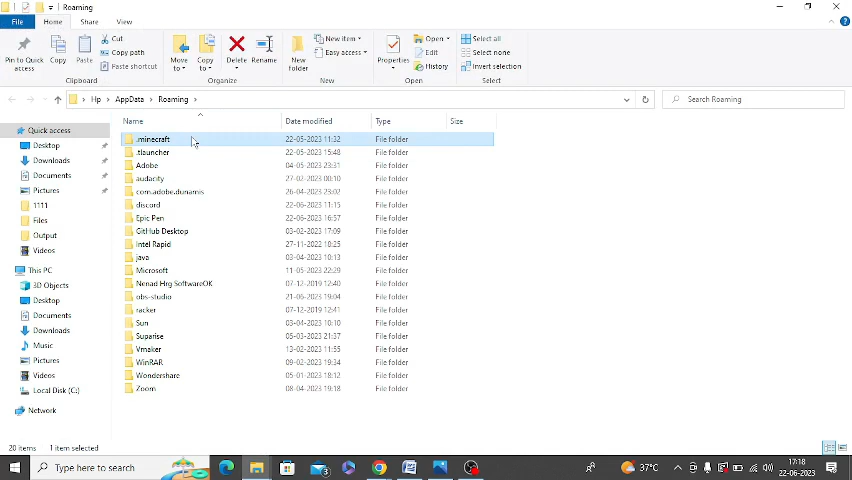 Roaming
File Home Share View
Pin to Quick access
Copy
Paste
Cut
Copy path
Paste shortcut
Clipboard
Move to
Copy to
Delete
Rename
Organize
New folder
New item
Easy access
New
Properties
Open
Edit
History
Open
Select all
Select none
Invert selection
Select
Hp > AppData > Roaming >
Search Roaming
Quick access
Desktop
Downloads
Documents
Pictures
1111
Files
Output
Videos
This PC
3D Objects
Desktop
Documents
Downloads
Music
Pictures
Videos
Local Disk (C:)
Network
Name Date modified Type Size
.minecraft 22-05-2023 11:32 File folder
.tlauncher 22-05-2023 15:48 File folder
Adobe 04-05-2023 23:31 File folder
audacity 27-02-2023 00:10 File folder
com.adobe.dunamis 26-04-2023 23:02 File folder
discord 22-06-2023 11:15 File folder
Epic Pen 22-06-2023 16:57 File folder
GitHub Desktop 03-02-2023 17:09 File folder
Intel Rapid 27-11-2022 18:25 File folder
java 03-04-2023 10:13 File folder
Microsoft 11-05-2023 22:29 File folder
Nenad Hrg SoftwareOK 07-12-2019 12:40 File folder
obs-studio 21-06-2023 19:04 File folder
racker 07-12-2019 12:41 File folder
Sun 03-04-2023 10:10 File folder
Suparise 05-03-2023 21:37 File folder
Vmaker 13-02-2023 11:55 File folder
WinRAR 09-02-2023 19:34 File folder
Wondershare 05-01-2023 18:12 File folder
Zoom 08-04-2023 19:18 File folder
20 items 1 item selected
Type here to search
3
37°C
17:18
22-06-2023